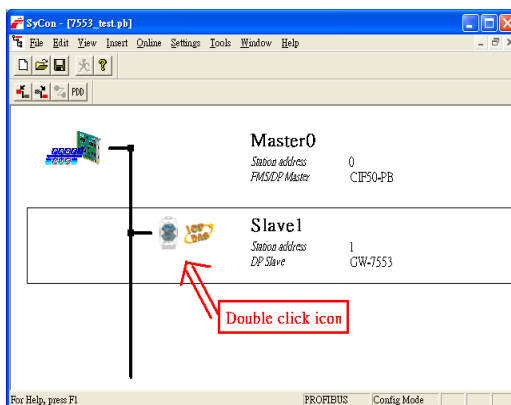 SyCon - [7553_test.pb]
File Edit View Insert Online Settings Tools Window Help
PDD
Master0
Station address 0
FMS/DP Master CIF50-PB
ICP DAS
Slave1
Station address 1
DP Slave GW-7553
Double click icon
For Help, press F1 PROFIBUS Config Mode